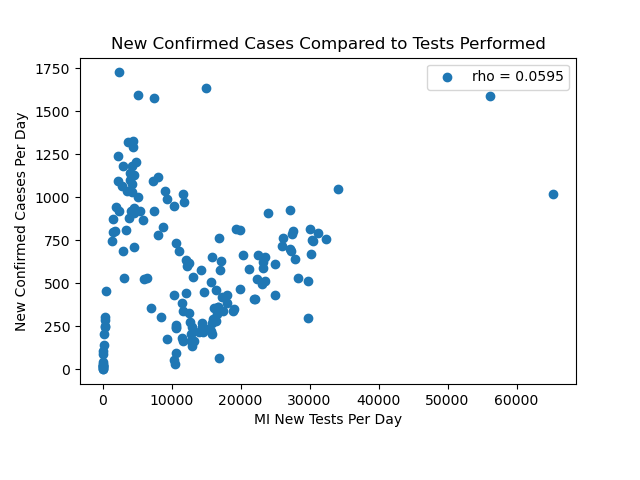 New Confirmed Cases Compared to Tests Performed
rho = 0.0595
New Confirmed Caeses Per Day
1750
1500
1250
1000
750
500
250
0
0 10000 20000 30000 40000 50000 60000
MI New Tests Per Day